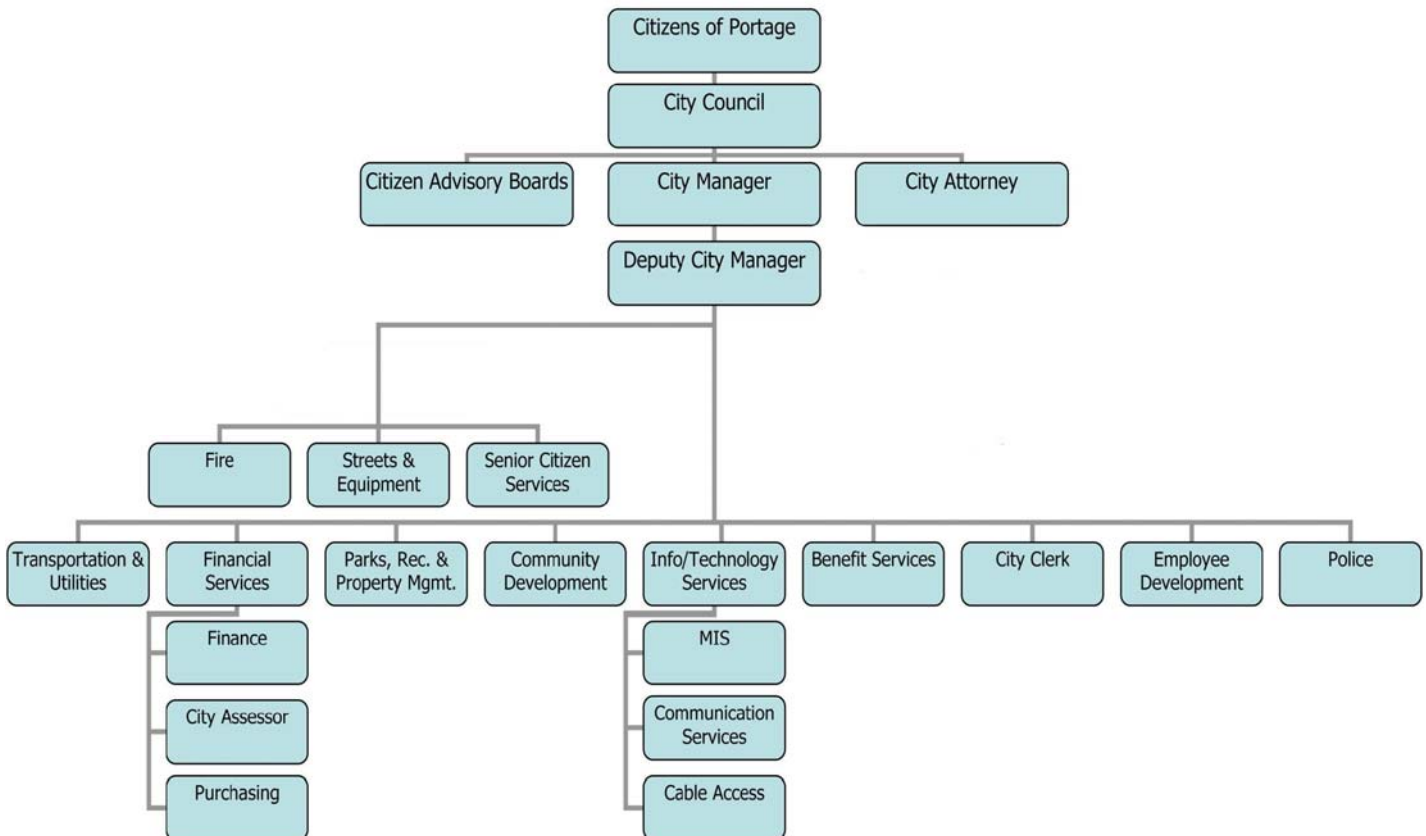 Citizens of Portage
City Council
Citizen Advisory Boards
City Manager
City Attorney
Deputy City Manager
Fire
Streets &
Equipment
Senior Citizen
Services
Transportation &
Utilities
Financial
Services
Parks, Rec. &
Property Mgmt.
Community
Development
Info/Technology
Services
Benefit Services
City Clerk
Employee
Development
Police
Finance
City Assessor
Purchasing
MIS
Communication
Services
Cable Access